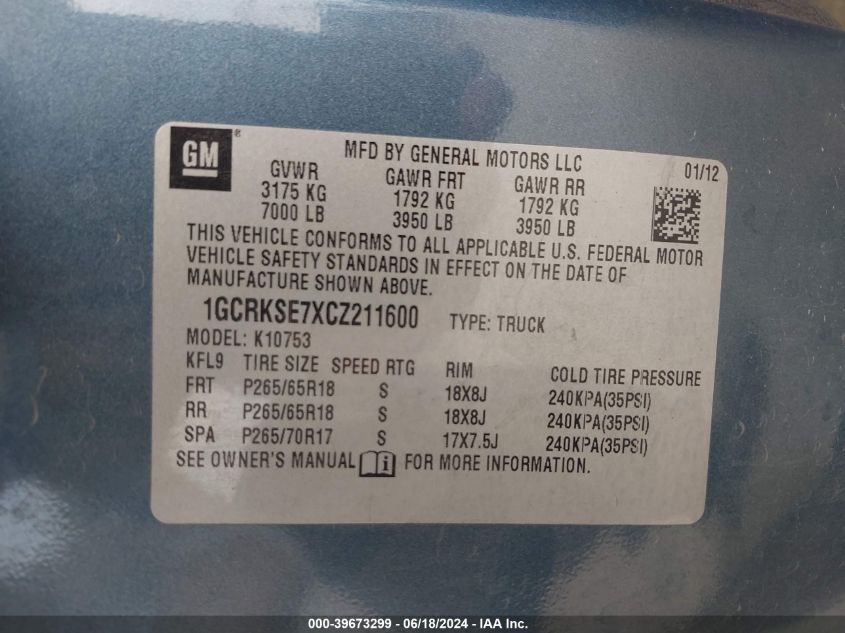 GM®
MFD BY GENERAL MOTORS LLC
01/12
GVWR GAWR FRT GAWR RR
3175 KG 1792 KG 1792 KG
7000 LB 3950 LB 3950 LB
THIS VEHICLE CONFORMS TO ALL APPLICABLE U.S. FEDERAL MOTOR
VEHICLE SAFETY STANDARDS IN EFFECT ON THE DATE OF
MANUFACTURE SHOWN ABOVE.
1GCRKSE7XCZ211600 TYPE: TRUCK
MODEL: K10753
KFL9 TIRE SIZE SPEED RTG RIM COLD TIRE PRESSURE
FRT P265/65R18 S 18X8J 240KPA(35PSI)
RR P265/65R18 S 18X8J 240KPA(35PSI)
SPA P265/70R17 S 17X7.5J 240KPA(35PSI)
SEE OWNER'S MANUAL i FOR MORE INFORMATION.
000-39673299 - 06/18/2024 - IAA Inc.